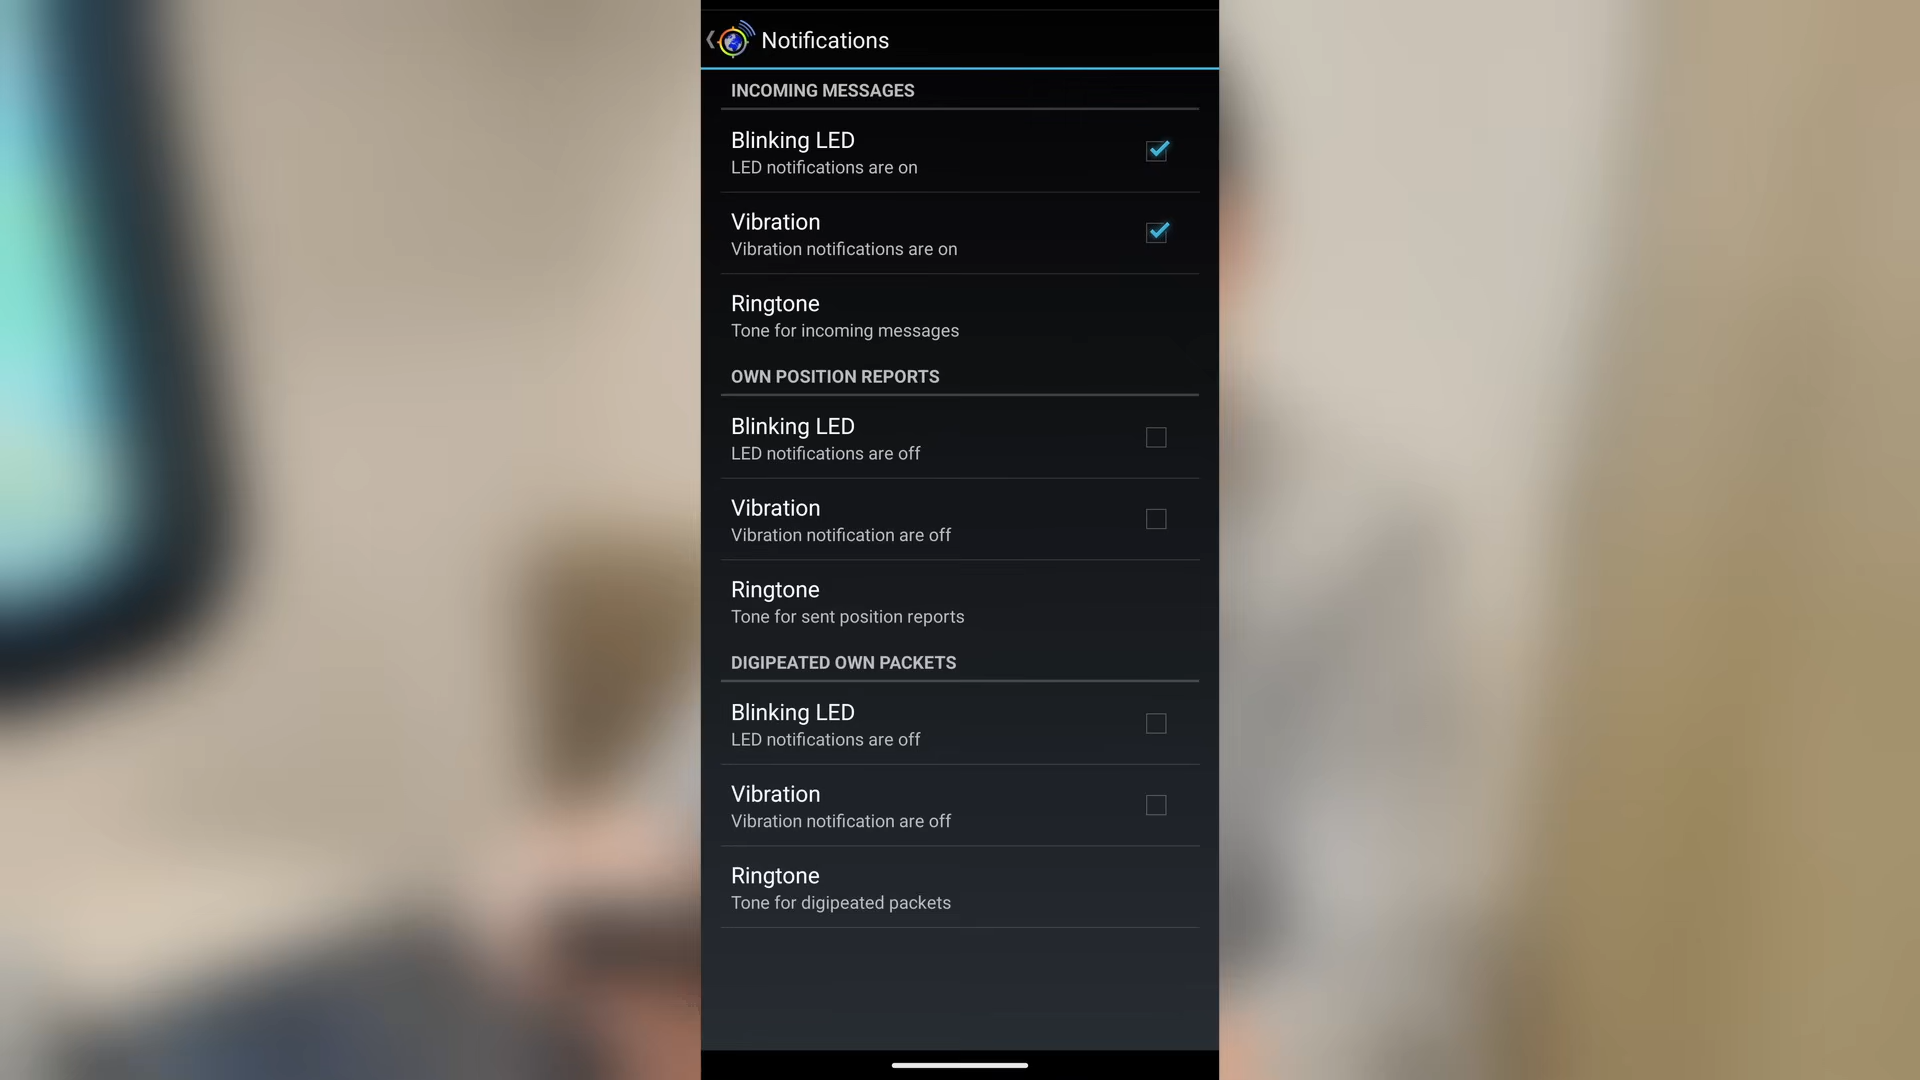 Notifications
INCOMING MESSAGES
Blinking LED
LED notifications are on
Vibration
Vibration notifications are on
Ringtone
Tone for incoming messages
OWN POSITION REPORTS
Blinking LED
LED notifications are off
Vibration
Vibration notification are off
Ringtone
Tone for sent position reports
DIGIPEATED OWN PACKETS
Blinking LED
LED notifications are off
Vibration
Vibration notification are off
Ringtone
Tone for digipeated packets